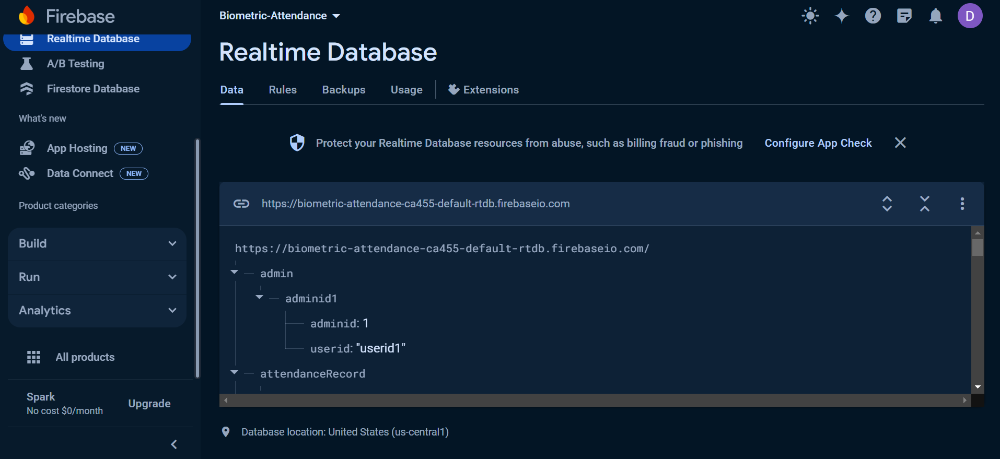 Firebase
Realtime Database
A/B Testing
Firestore Database
What's new
App Hosting NEW
Data Connect NEW
Product categories
Build
Run
Analytics
All products
Spark
No cost $0/month
Upgrade
Biometric-Attendance
D
Realtime Database
Data Rules Backups Usage Extensions
Protect your Realtime Database resources from abuse, such as billing fraud or phishing Configure App Check
https://biometric-attendance-ca455-default-rtdb.firebaseio.com
https://biometric-attendance-ca455-default-rtdb.firebaseio.com/
admin
adminid1
adminid: 1
userid: "userid1"
attendanceRecord
Database location: United States (us-central1)